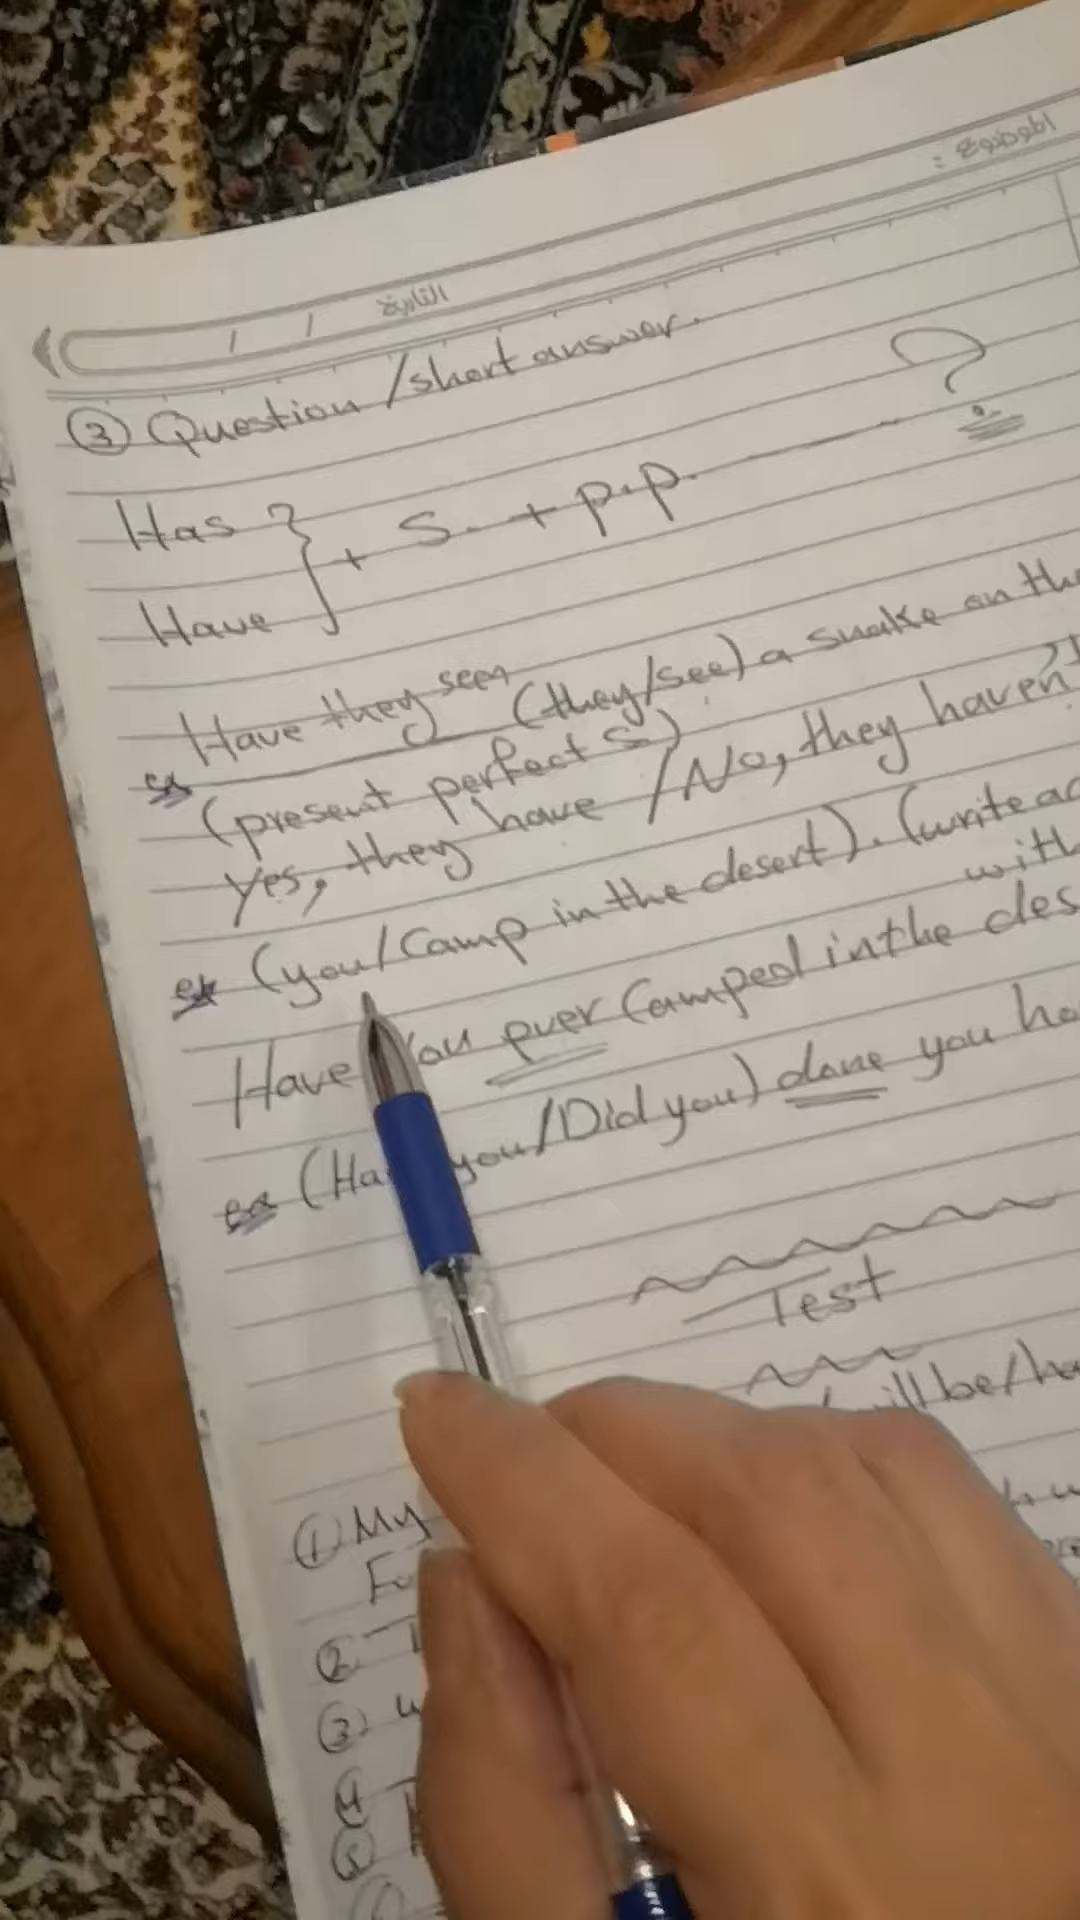 الموضوع :
التاريخ / /
③ Question /short answer.
Has
Have } + S. + p.p. ?
Have they seen (they/see) a snake on the
ex (present perfect S)
Yes, they have /No, they haven't
ex (you/Camp in the desert). (write a
with
Have you ever Camped in the des
ex (Ha you/Did you) done you ho
Test
will be/ha
① My
②
③
④
⑤